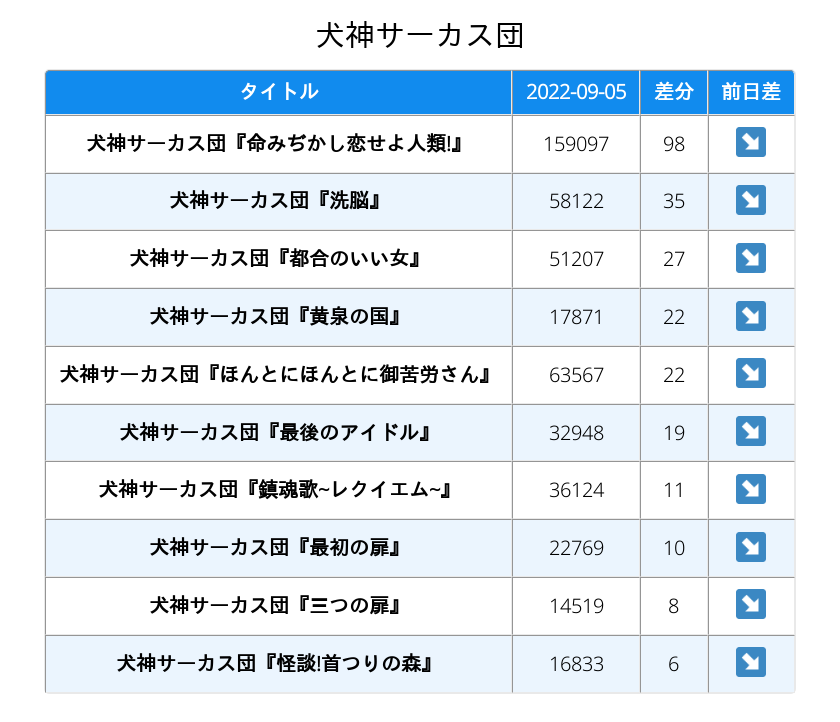 犬神サーカス団
タイトル 2022-09-05 差分 前日差
犬神サーカス団『命みぢかし恋せよ人類!』 159097 98 ↘
犬神サーカス団『洗脳』 58122 35 ↘
犬神サーカス団『都合のいい女』 51207 27 ↘
犬神サーカス団『黄泉の国』 17871 22 ↘
犬神サーカス団『ほんとにほんとに御苦労さん』 63567 22 ↘
犬神サーカス団『最後のアイドル』 32948 19 ↘
犬神サーカス団『鎮魂歌~レクイエム~』 36124 11 ↘
犬神サーカス団『最初の扉』 22769 10 ↘
犬神サーカス団『三つの扉』 14519 8 ↘
犬神サーカス団『怪談!首つりの森』 16833 6 ↘